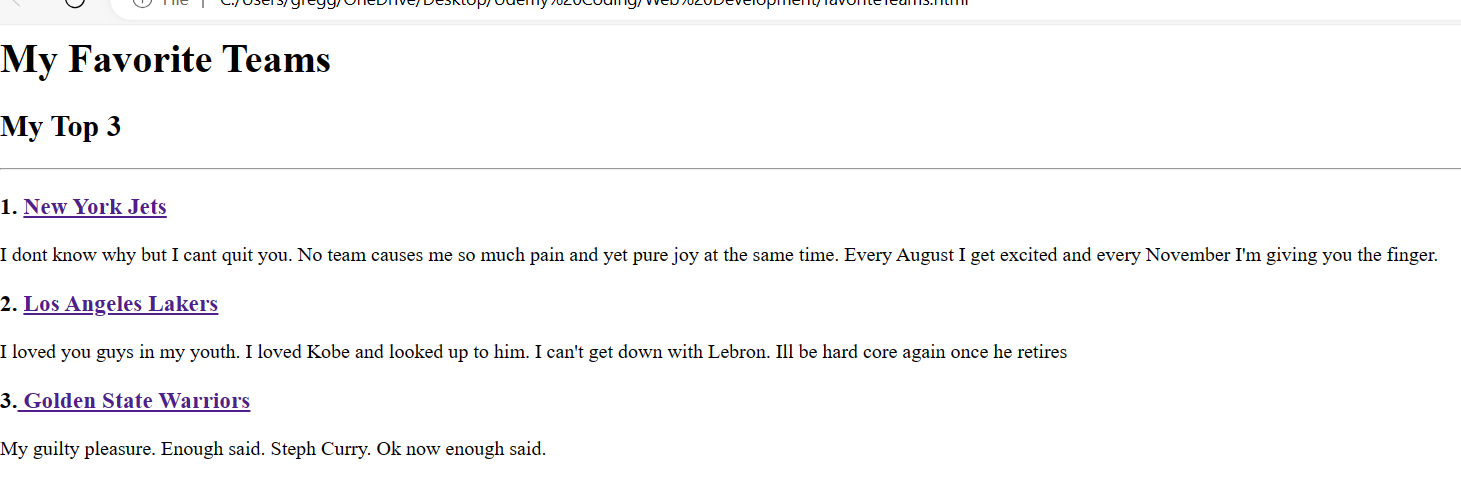 File | C:/Users/gregg/OneDrive/Desktop/Udemy%20Coding/Web%20Development/favoriteTeams.html
My Favorite Teams
My Top 3
1. New York Jets
I dont know why but I cant quit you. No team causes me so much pain and yet pure joy at the same time. Every August I get excited and every November I'm giving you the finger.
2. Los Angeles Lakers
I loved you guys in my youth. I loved Kobe and looked up to him. I can't get down with Lebron. Ill be hard core again once he retires
3. Golden State Warriors
My guilty pleasure. Enough said. Steph Curry. Ok now enough said.